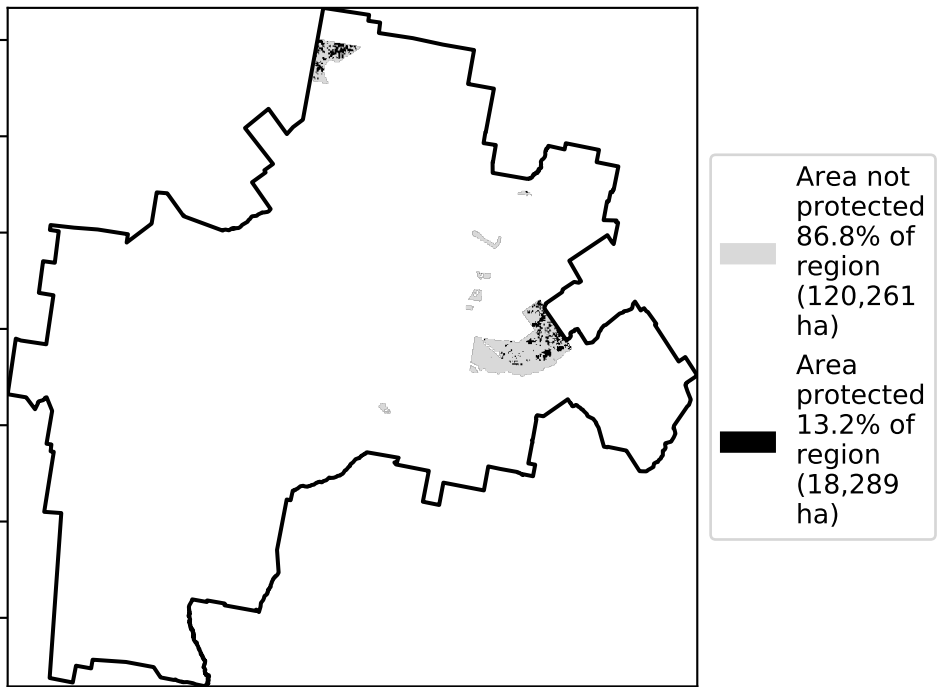 Area not
protected
86.8% of
region
(120,261
ha)
Area
protected
13.2% of
region
(18,289
ha)